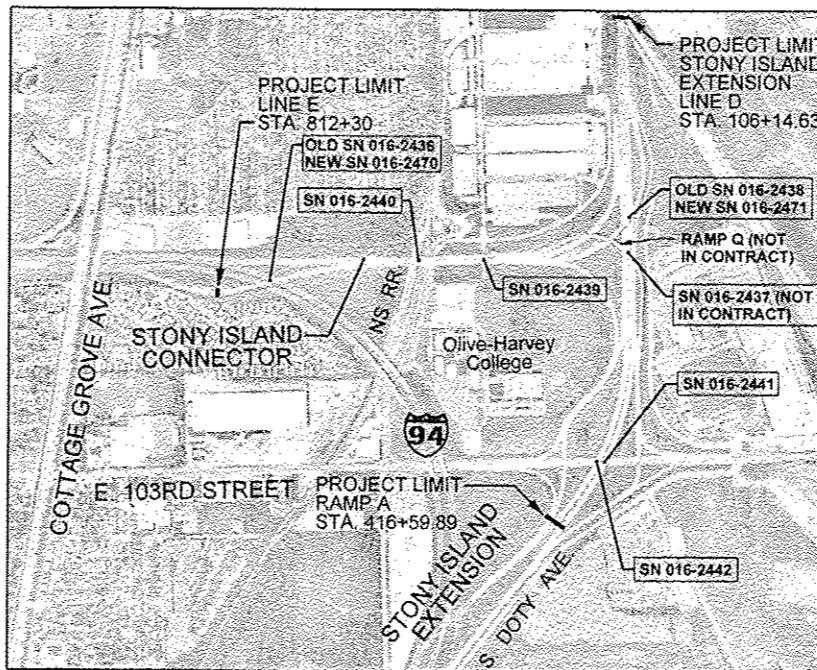 PROJECT LIMIT
STONY ISLAND
EXTENSION
LINE D
STA. 106+14.63
PROJECT LIMIT
LINE E
STA. 812+30
OLD SN 016-2436
NEW SN 016-2470
SN 016-2440
OLD SN 016-2438
NEW SN 016-2471
RAMP Q (NOT
IN CONTRACT)
SN 016-2439
SN 016-2437 (NOT
IN CONTRACT)
NS RR
STONY ISLAND
CONNECTOR
Olive-Harvey
College
COTTAGE GROVE AVE.
SN 016-2441
94
E. 103RD STREET
PROJECT LIMIT
RAMP A
STA. 416+59.89
STONY ISLAND
EXTENSION
S. DOTY AVE.
SN 016-2442